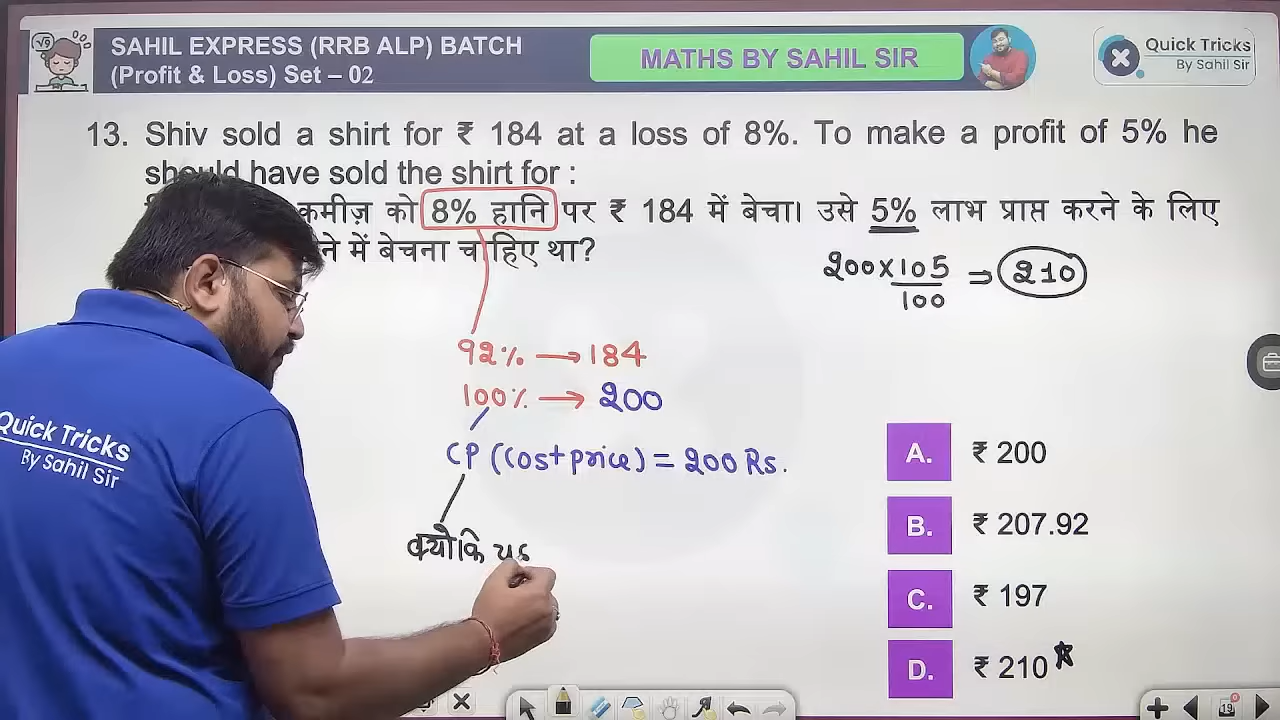 SAHIL EXPRESS (RRB ALP) BATCH
(Profit & Loss) Set – 02
MATHS BY SAHIL SIR
Quick Tricks
By Sahil Sir
13. Shiv sold a shirt for ₹ 184 at a loss of 8%. To make a profit of 5% he
should have sold the shirt for :
कमीज़ को 8% हानि पर ₹ 184 में बेचा। उसे 5% लाभ प्राप्त करने के लिए
ने में बेचना चाहिए था?
200×105/100 ⇒ 210
92% → 184
100% → 200
CP (Cost price) = 200 Rs.
क्योकि यह
A. ₹ 200
B. ₹ 207.92
C. ₹ 197
D. ₹ 210
Quick Tricks
By Sahil Sir
19